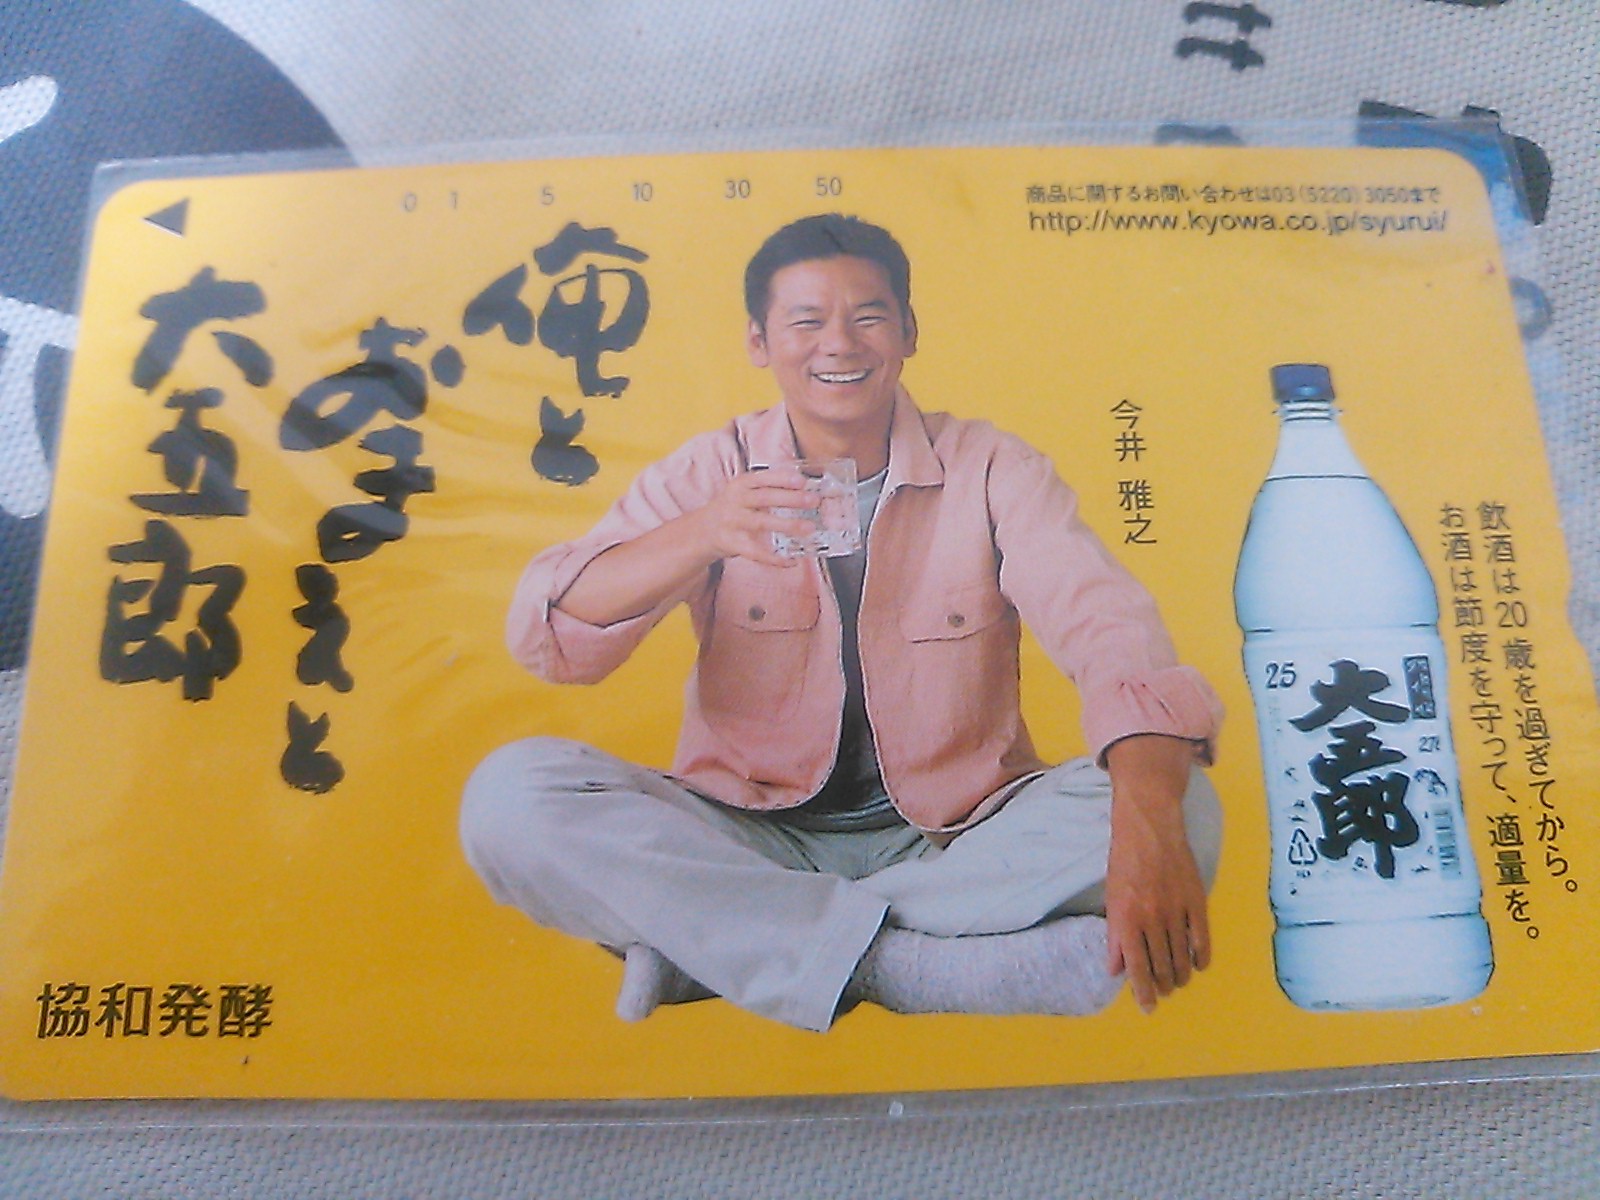 0 1 5 10 30 50
商品に関するお問い合わせは03(5220)3050まで
http://www.kyowa.co.jp/syurui/
俺と
おまえと
大五郎
今井 雅之
25
大五郎
飲酒は20歳を過ぎてから。
お酒は節度を守って、適量を。
協和発酵